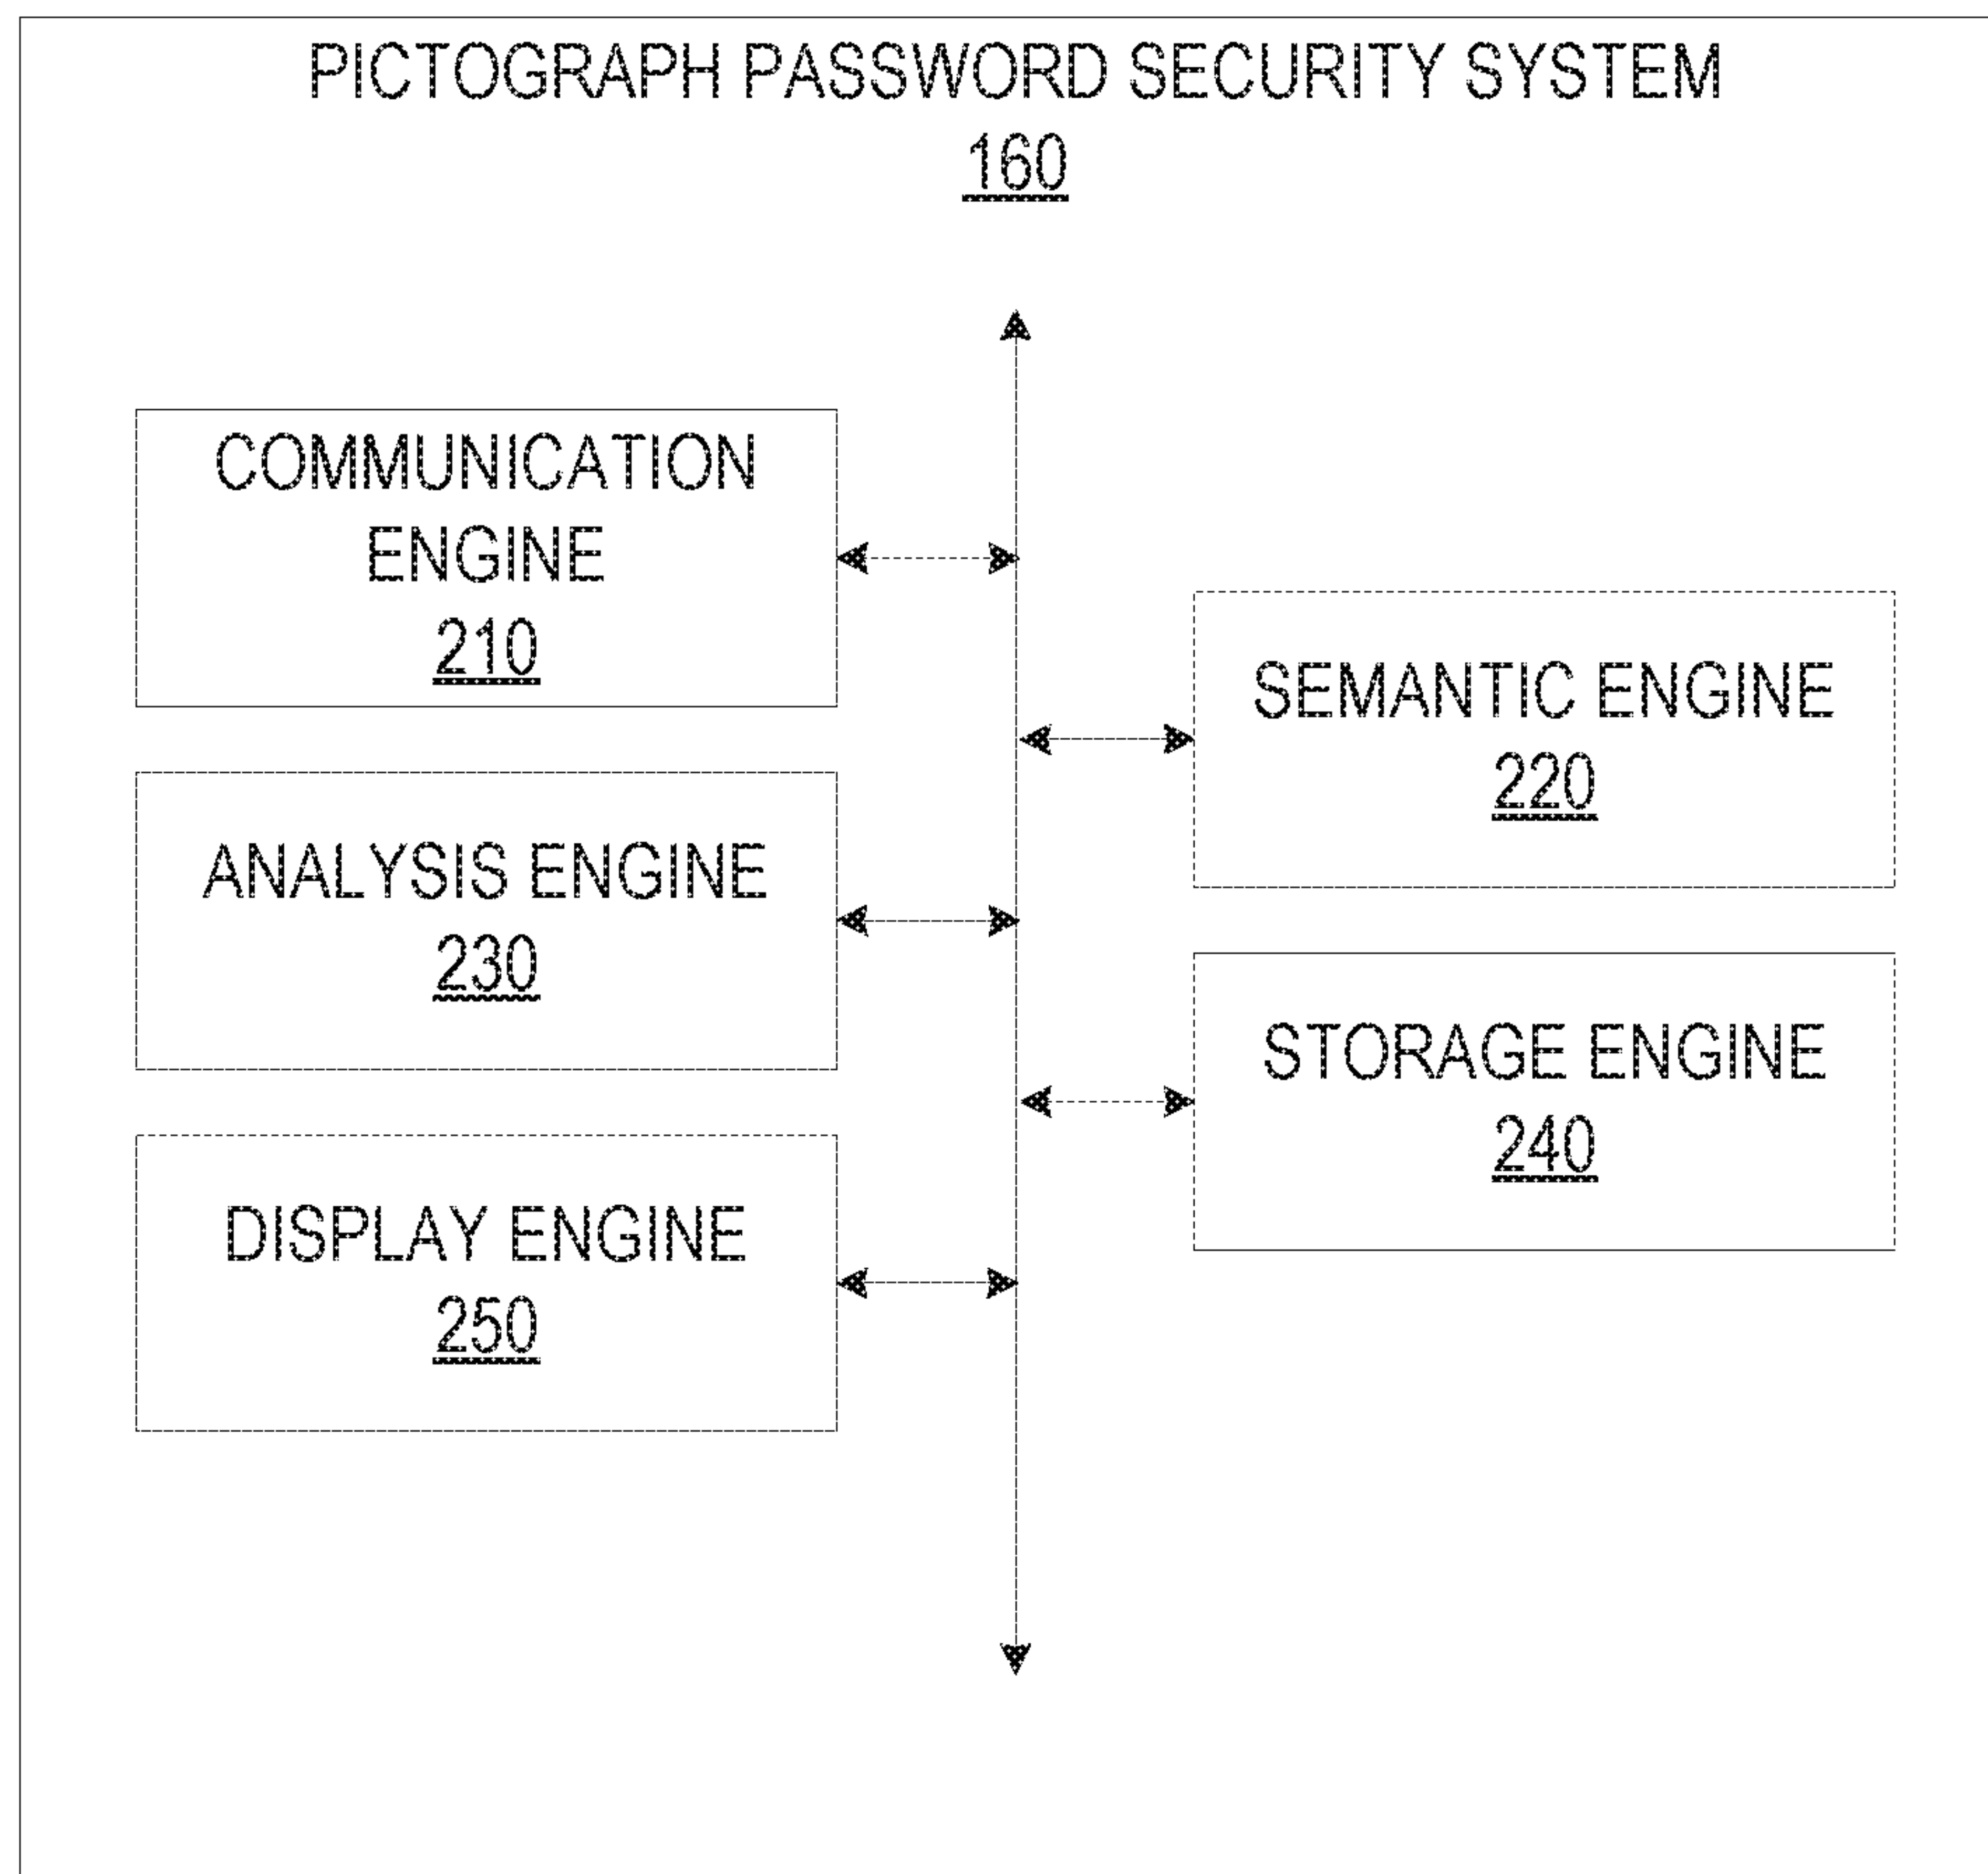 PICTOGRAPH PASSWORD SECURITY SYSTEM
160
COMMUNICATION
ENGINE
210
SEMANTIC ENGINE
220
ANALYSIS ENGINE
230
STORAGE ENGINE
240
DISPLAY ENGINE
250